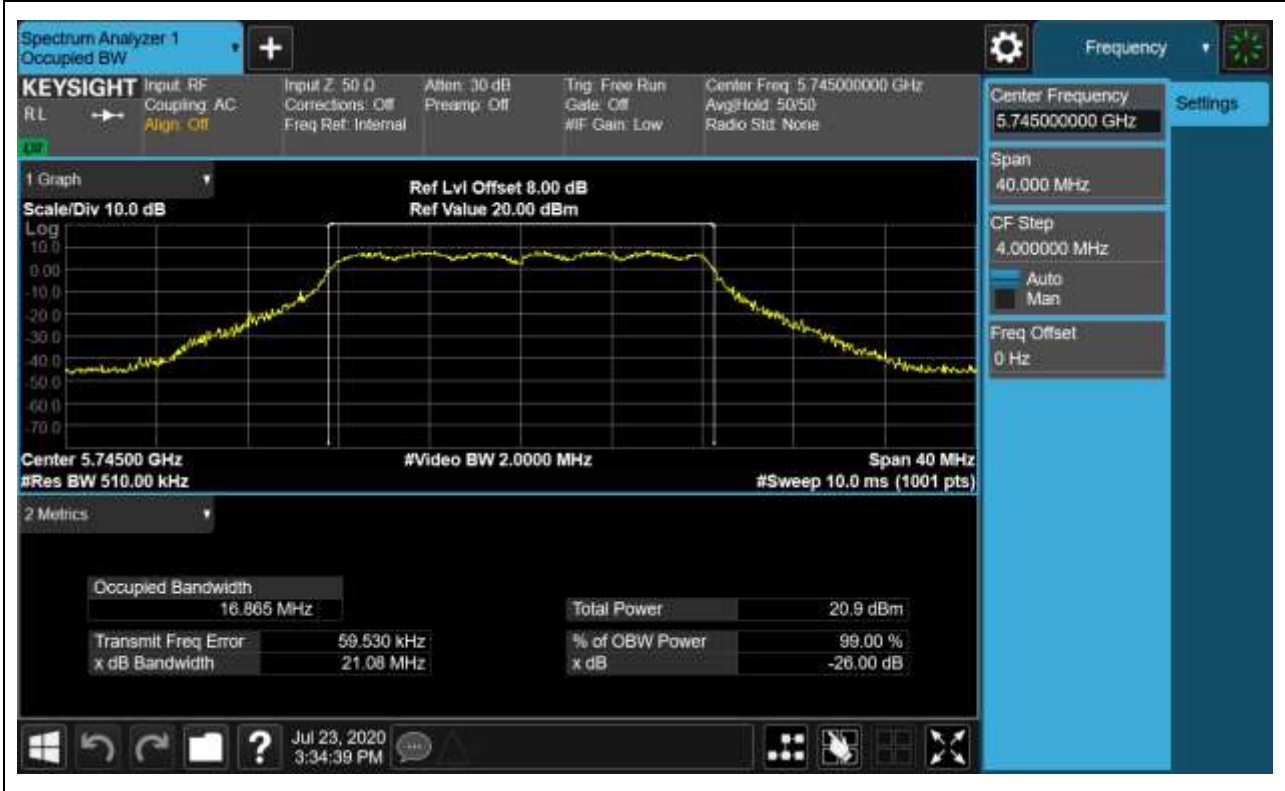 Spectrum Analyzer 1
Occupied BW
+
Frequency
KEYSIGHT
RL
Input: RF
Coupling: AC
Align: Off
Input Z: 50 Ω
Corrections: Off
Freq Ref: Internal
Atten: 30 dB
Preamp: Off
Trig: Free Run
Gate: Off
#IF Gain: Low
Center Freq: 5.745000000 GHz
Avg|Hold: 50/50
Radio Std: None
Center Frequency
5.745000000 GHz
Settings
Span
40.000 MHz
CF Step
4.000000 MHz
Auto
Man
Freq Offset
0 Hz
1 Graph
Scale/Div 10.0 dB
Ref Lvl Offset 8.00 dB
Ref Value 20.00 dBm
Log
10.0
0.00
-10.0
-20.0
-30.0
-40.0
-50.0
-60.0
-70.0
Center 5.74500 GHz
#Video BW 2.0000 MHz
Span 40 MHz
#Res BW 510.00 kHz
#Sweep 10.0 ms (1001 pts)
2 Metrics
Occupied Bandwidth
16.865 MHz
Total Power 20.9 dBm
Transmit Freq Error 59.530 kHz
% of OBW Power 99.00 %
x dB Bandwidth 21.08 MHz
x dB -26.00 dB
?
Jul 23, 2020
3:34:39 PM